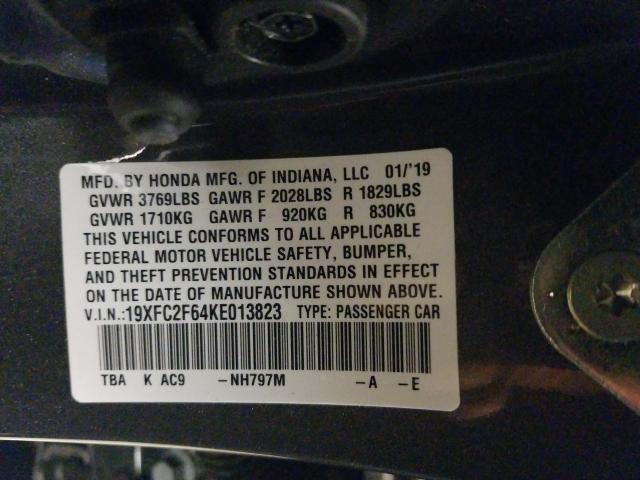 MFD. BY HONDA MFG. OF INDIANA, LLC 01/'19
GVWR 3769LBS GAWR F 2028LBS R 1829LBS
GVWR 1710KG GAWR F 920KG R 830KG
THIS VEHICLE CONFORMS TO ALL APPLICABLE
FEDERAL MOTOR VEHICLE SAFETY, BUMPER,
AND THEFT PREVENTION STANDARDS IN EFFECT
ON THE DATE OF MANUFACTURE SHOWN ABOVE.
V.I.N.:19XFC2F64KE013823 TYPE: PASSENGER CAR
TBA K AC9 -NH797M -A -E